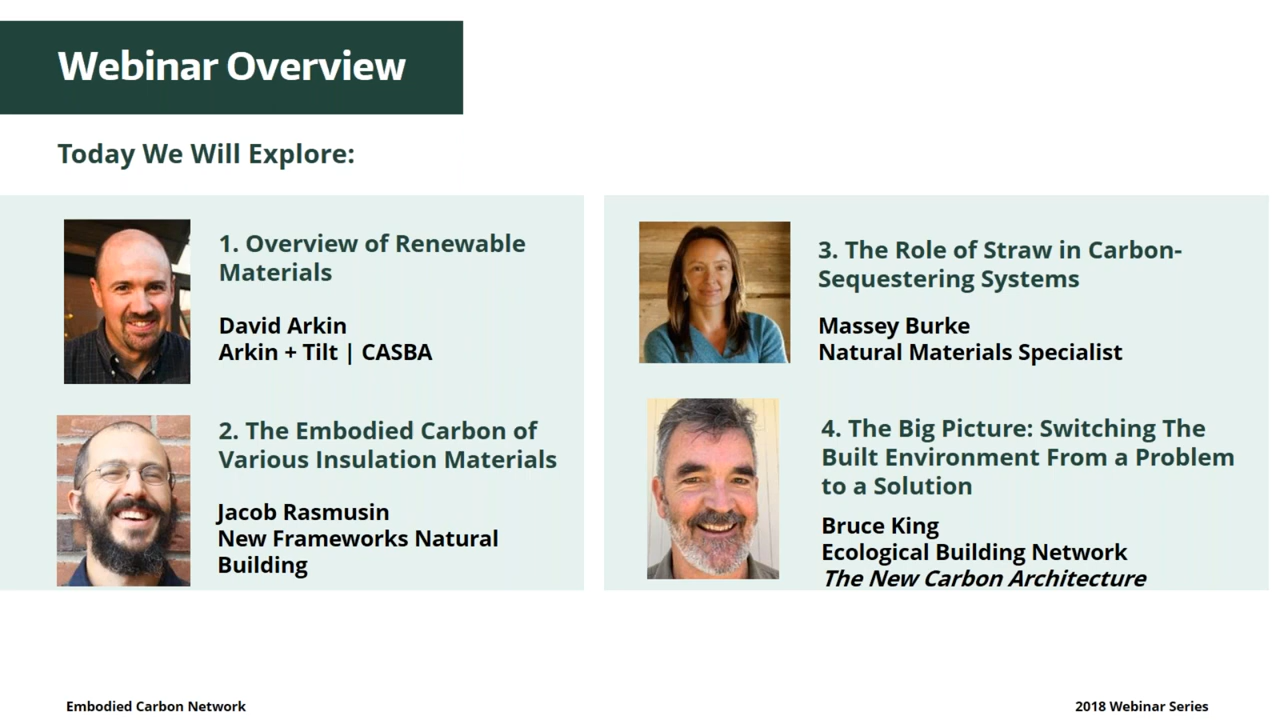 Webinar Overview
Today We Will Explore:
1. Overview of Renewable
Materials
David Arkin
Arkin + Tilt | CASBA
2. The Embodied Carbon of
Various Insulation Materials
Jacob Rasmusin
New Frameworks Natural
Building
3. The Role of Straw in Carbon-
Sequestering Systems
Massey Burke
Natural Materials Specialist
4. The Big Picture: Switching The
Built Environment From a Problem
to a Solution
Bruce King
Ecological Building Network
The New Carbon Architecture
Embodied Carbon Network
2018 Webinar Series